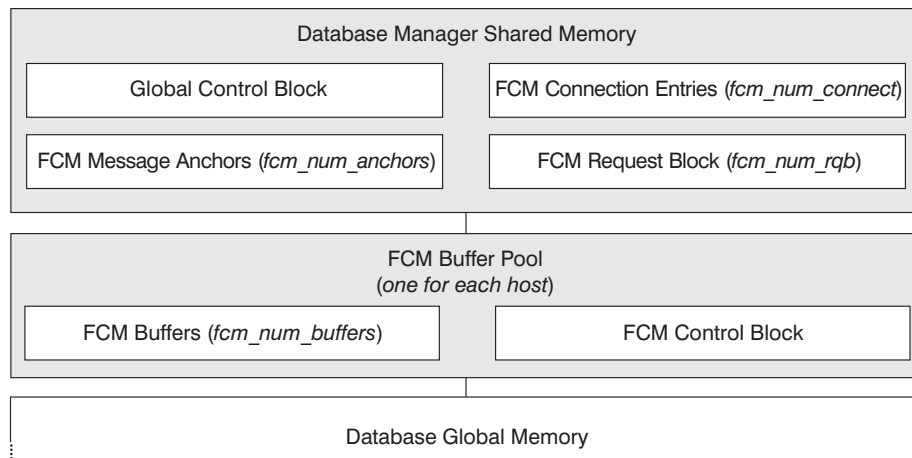 Database Manager Shared Memory
Global Control Block
FCM Connection Entries (fcm_num_connect)
FCM Message Anchors (fcm_num_anchors)
FCM Request Block (fcm_num_rqb)
FCM Buffer Pool
(one for each host)
FCM Buffers (fcm_num_buffers)
FCM Control Block
Database Global Memory